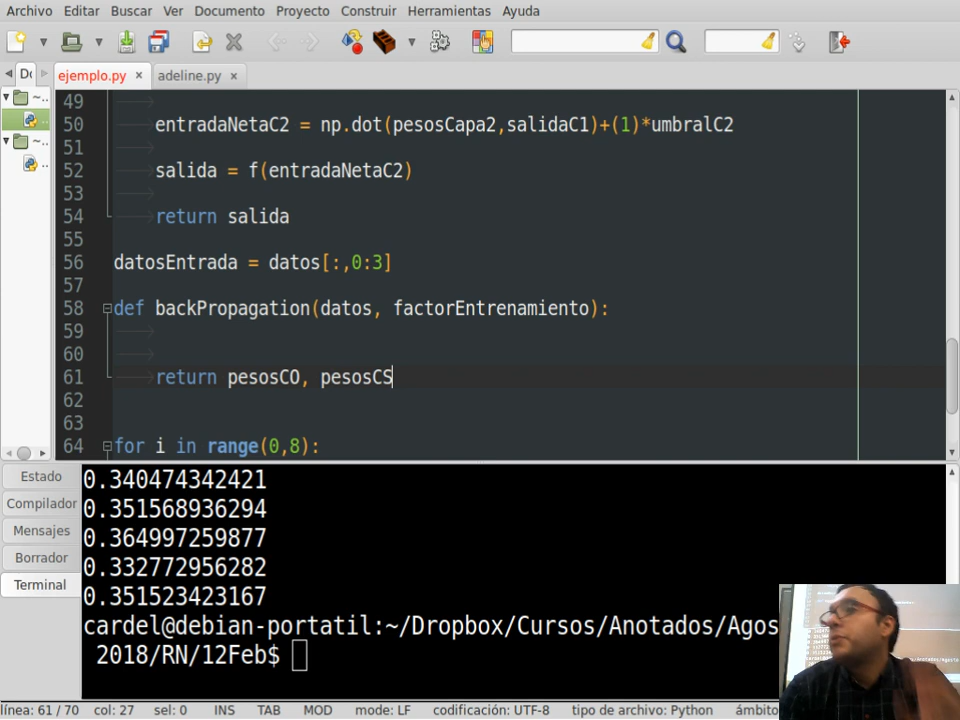 Archivo Editar Buscar Ver Documento Proyecto Construir Herramientas Ayuda
Dc ejemplo.py × adeline.py ×
49
50 entradaNetaC2 = np.dot(pesosCapa2,salidaC1)+(1)*umbralC2
51
52 salida = f(entradaNetaC2)
53
54 return salida
55
56 datosEntrada = datos[:,0:3]
57
58 def backPropagation(datos, factorEntrenamiento):
59
60
61 return pesosCO, pesosCS
62
63
64 for i in range(0,8):
~..
..
~..
..
Estado
Compilador
Mensajes
Borrador
Terminal
0.340474342421
0.351568936294
0.364997259877
0.332772956282
0.351523423167
cardel@debian-portatil:~/Dropbox/Cursos/Anotados/Agos
2018/RN/12Feb$
línea: 61 / 70 col: 27 sel: 0 INS TAB MOD mode: LF codificación: UTF-8 tipo de archivo: Python ámbito